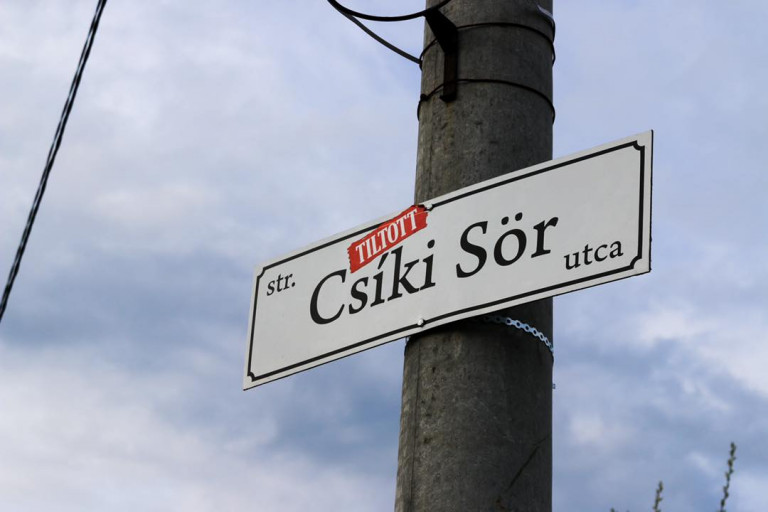 TILTOTT
str. Csíki Sör utca